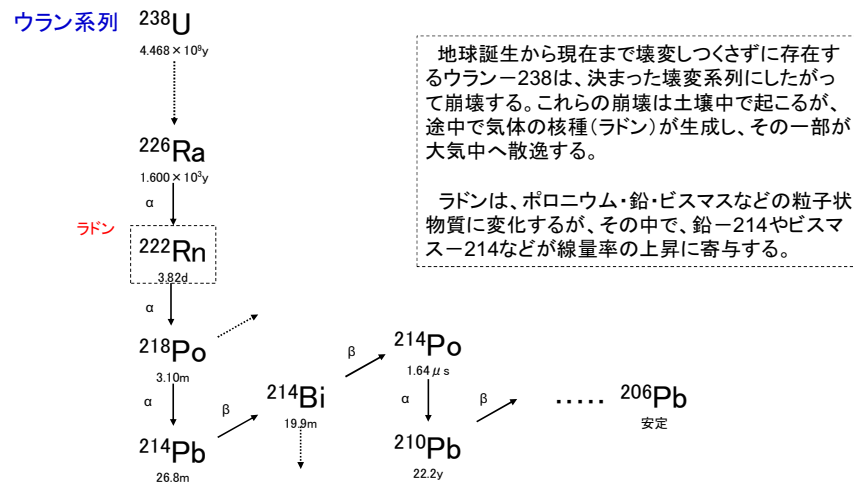 ウラン系列
²³⁸U
4.468×10⁹y
地球誕生から現在まで壊変しつくさずに存在す
るウラン－238は、決まった壊変系列にしたがっ
て崩壊する。これらの崩壊は土壌中で起こるが、
途中で気体の核種(ラドン)が生成し、その一部が
大気中へ散逸する。
ラドンは、ポロニウム・鉛・ビスマスなどの粒子状
物質に変化するが、その中で、鉛－214やビスマ
ス－214などが線量率の上昇に寄与する。
²²⁶Ra
1.600×10³y
α
ラドン
²²²Rn
3.82d
α
²¹⁸Po
3.10m
α
²¹⁴Pb
26.8m
β
²¹⁴Bi
19.9m
β
²¹⁴Po
1.64μs
α
²¹⁰Pb
22.2y
β
‥‥‥
²⁰⁶Pb
安定